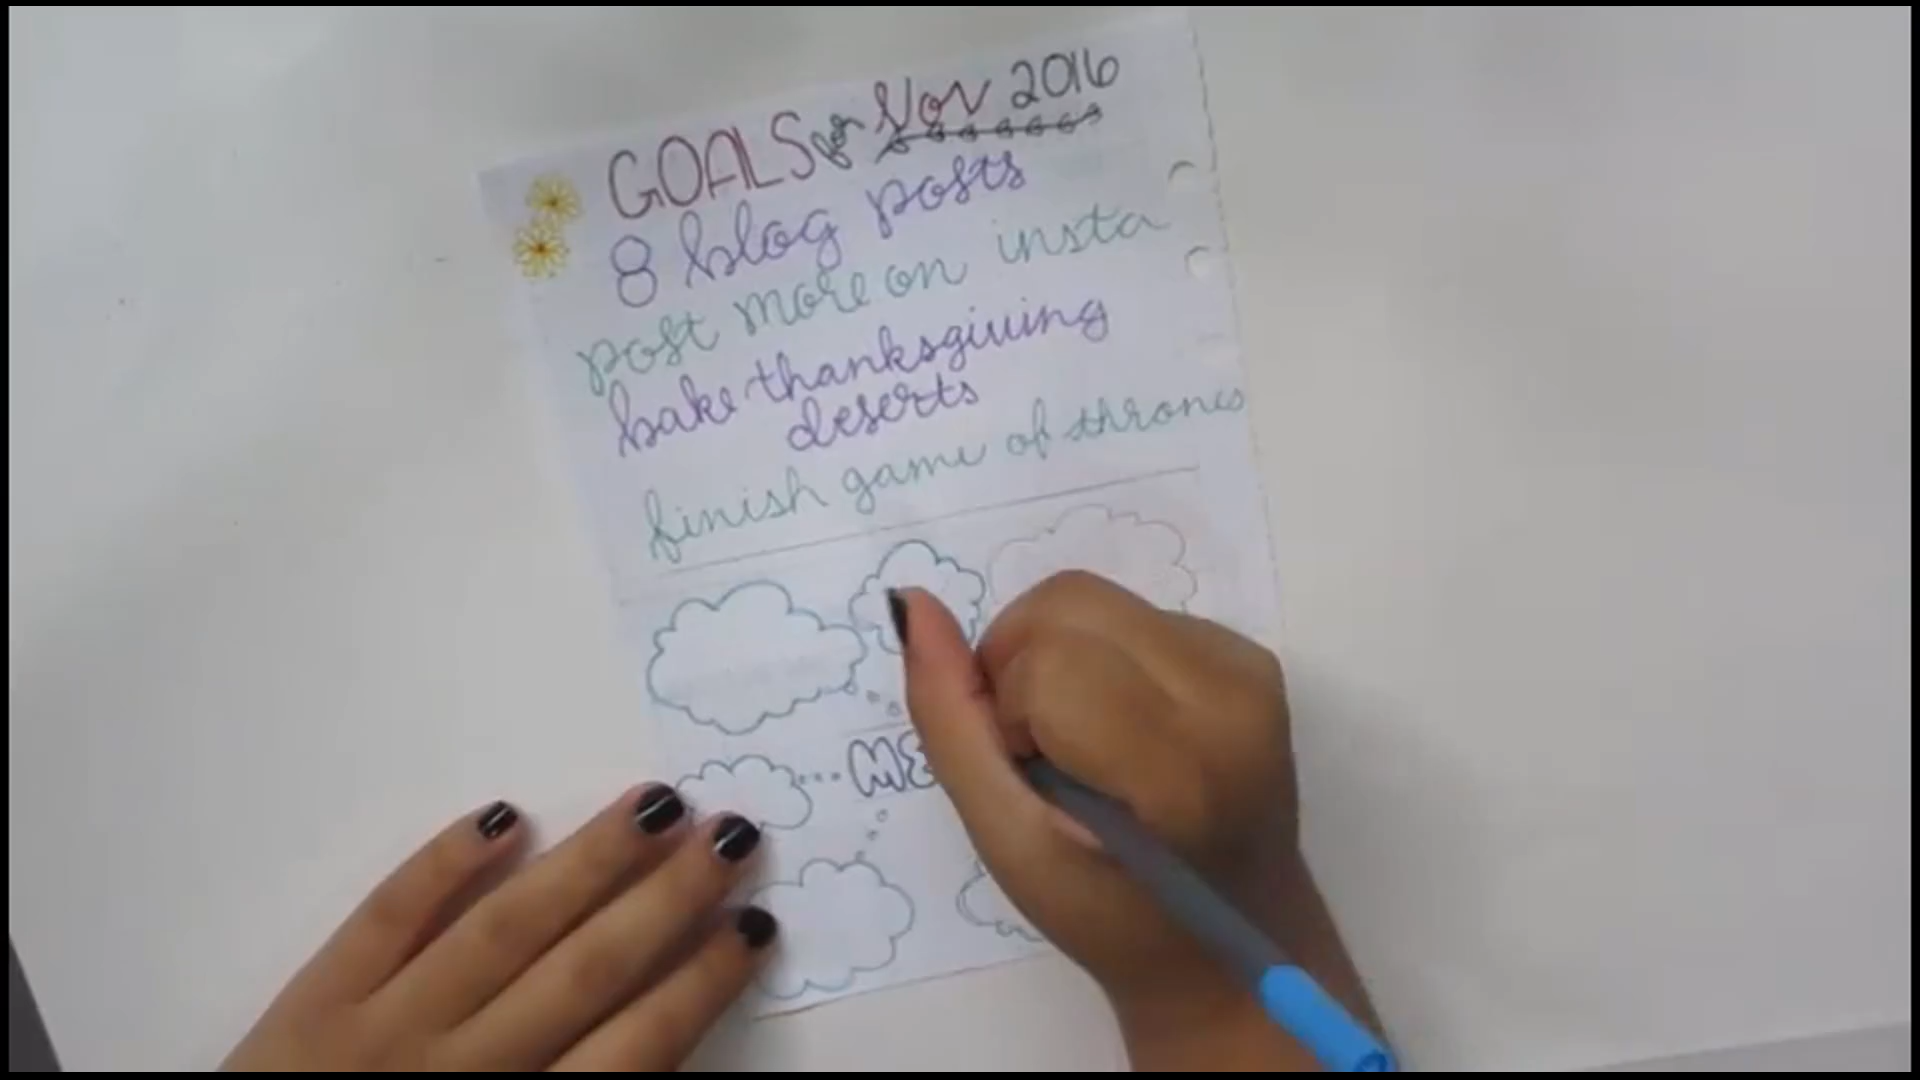 GOALS for Nov 2016
8 blog posts
post more on insta
bake thanksgiving
deserts
finish game of thrones
ME